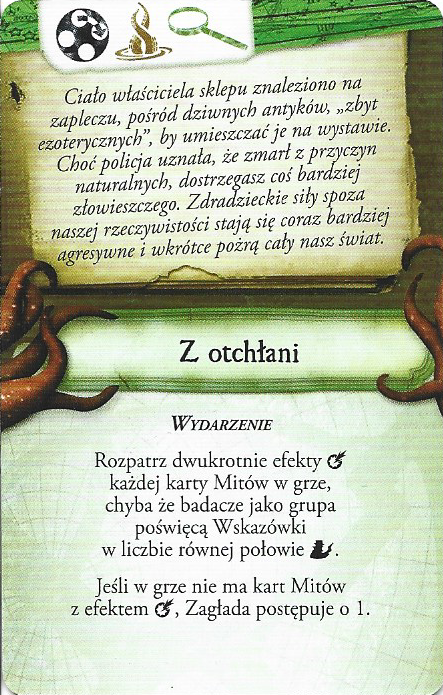 Ciało właściciela sklepu znaleziono na
zapleczu, pośród dziwnych antyków, „zbyt
ezoterycznych”, by umieszczać je na wystawie.
Choć policja uznała, że zmarł z przyczyn
naturalnych, dostrzegasz coś bardziej
złowieszczego. Zdradzieckie siły spoza
naszej rzeczywistości stają się coraz bardziej
agresywne i wkrótce pożrą cały nasz świat.
Z otchłani
WYDARZENIE
Rozpatrz dwukrotnie efekty
każdej karty Mitów w grze,
chyba że badacze jako grupa
poświęcą Wskazówki
w liczbie równej połowie .
Jeśli w grze nie ma kart Mitów
z efektem , Zagłada postępuje o 1.